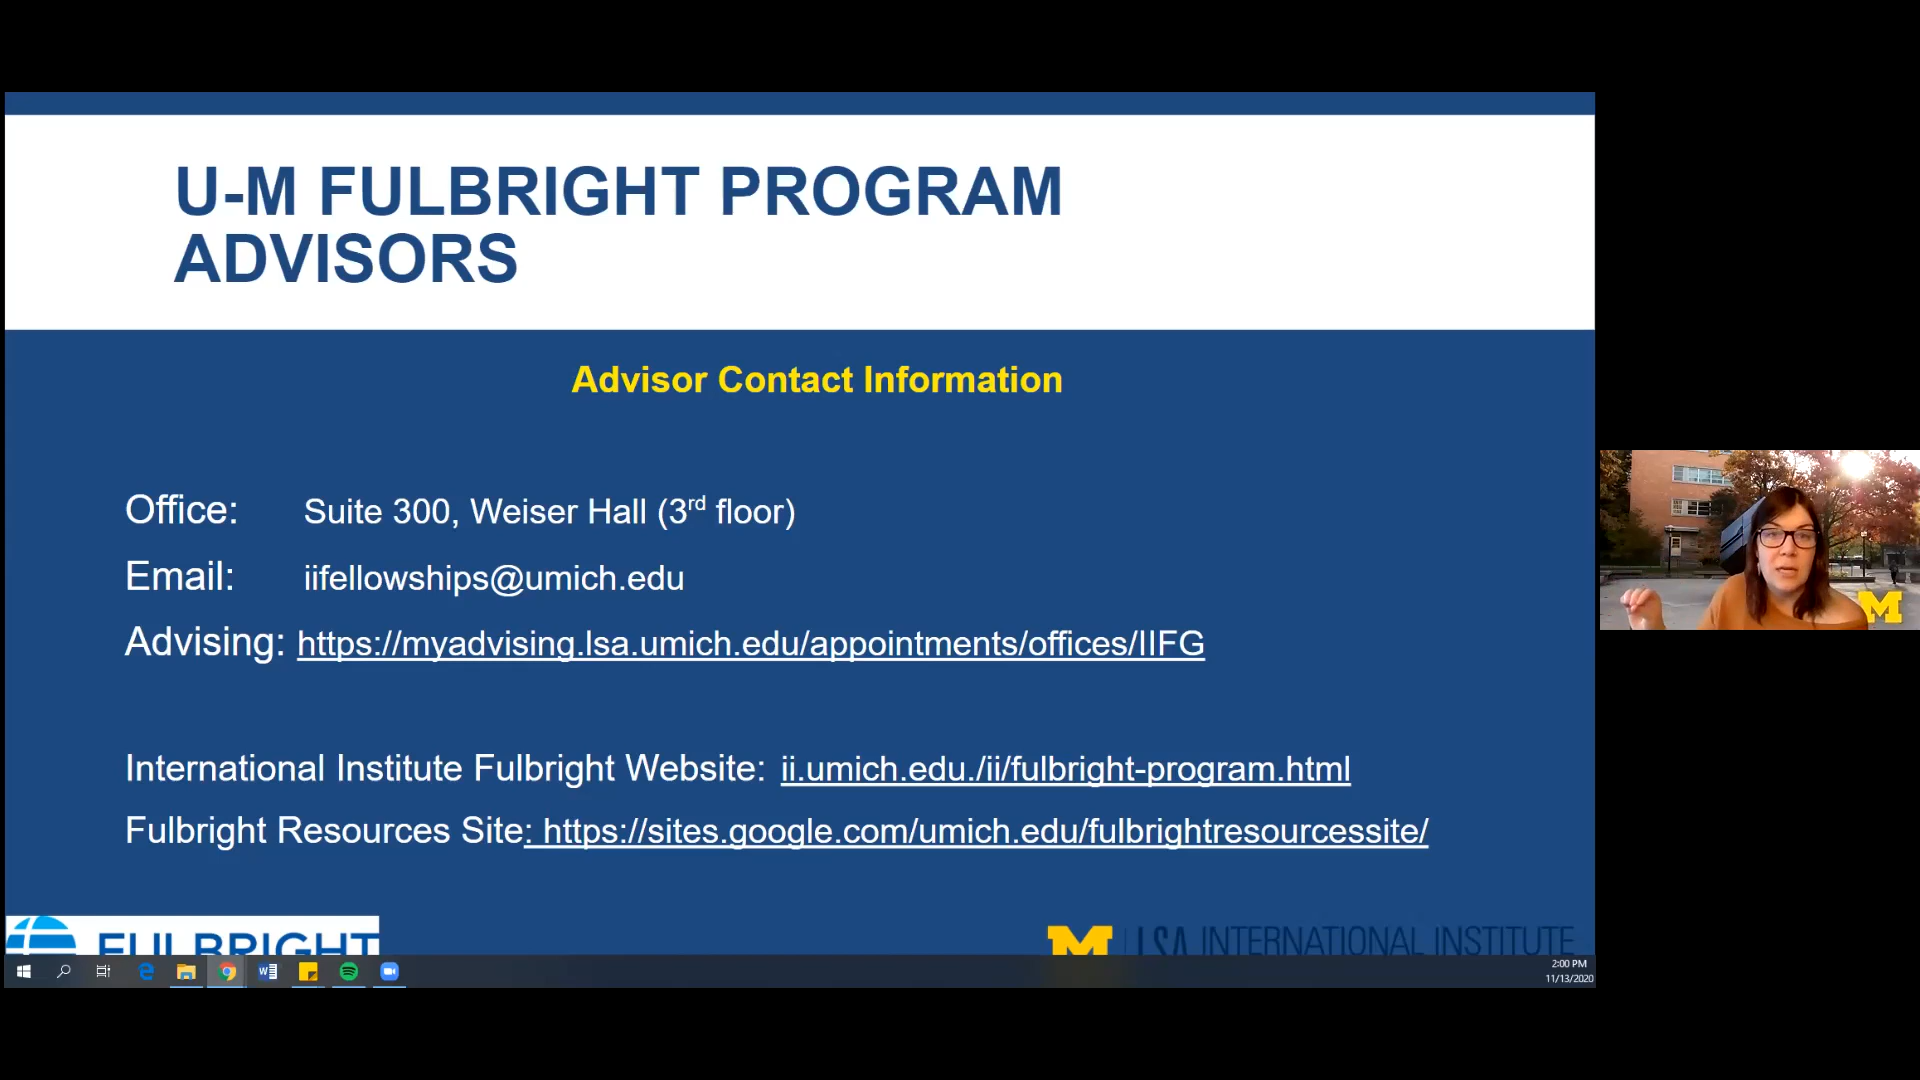 U-M FULBRIGHT PROGRAM
ADVISORS
Advisor Contact Information
Office: Suite 300, Weiser Hall (3rd floor)
Email: iifellowships@umich.edu
Advising: https://myadvising.lsa.umich.edu/appointments/offices/IIFG
International Institute Fulbright Website: ii.umich.edu./ii/fulbright-program.html
Fulbright Resources Site: https://sites.google.com/umich.edu/fulbrightresourcessite/
FULBRIGHT
M | LSA INTERNATIONAL INSTITUTE
2:00 PM
11/13/2020
M